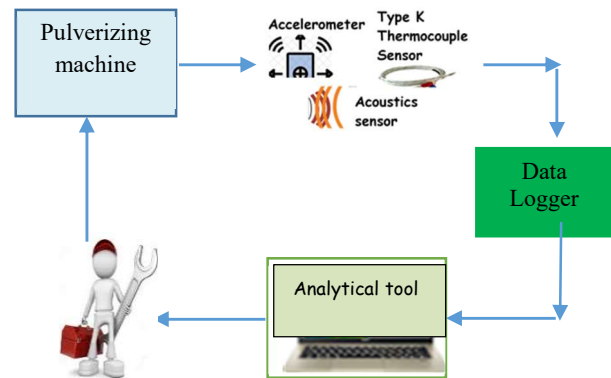 Pulverizing
machine
Accelerometer
Type K
Thermocouple
Sensor
Acoustics
sensor
Data
Logger
Analytical tool